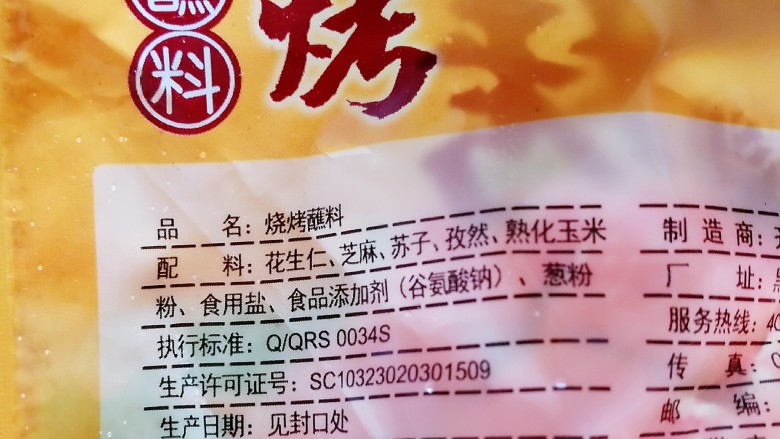 蘸
料
烤
品 名：烧烤蘸料
配 料：花生仁、芝麻、苏子、孜然、熟化玉米
粉、食用盐、食品添加剂（谷氨酸钠）、葱粉
执行标准：Q/QRS 0034S
生产许可证号：SC10323020301509
生产日期：见封口处
制 造 商：
厂 址：
服务热线：40
传 真：
邮 编：